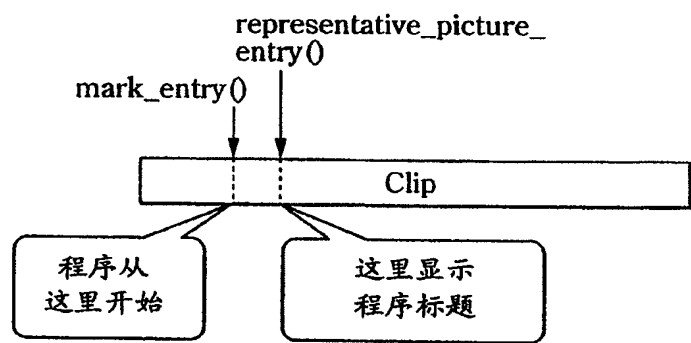 representative_picture_
entry()
mark_entry()
Clip
程序从
这里开始
这里显示
程序标题